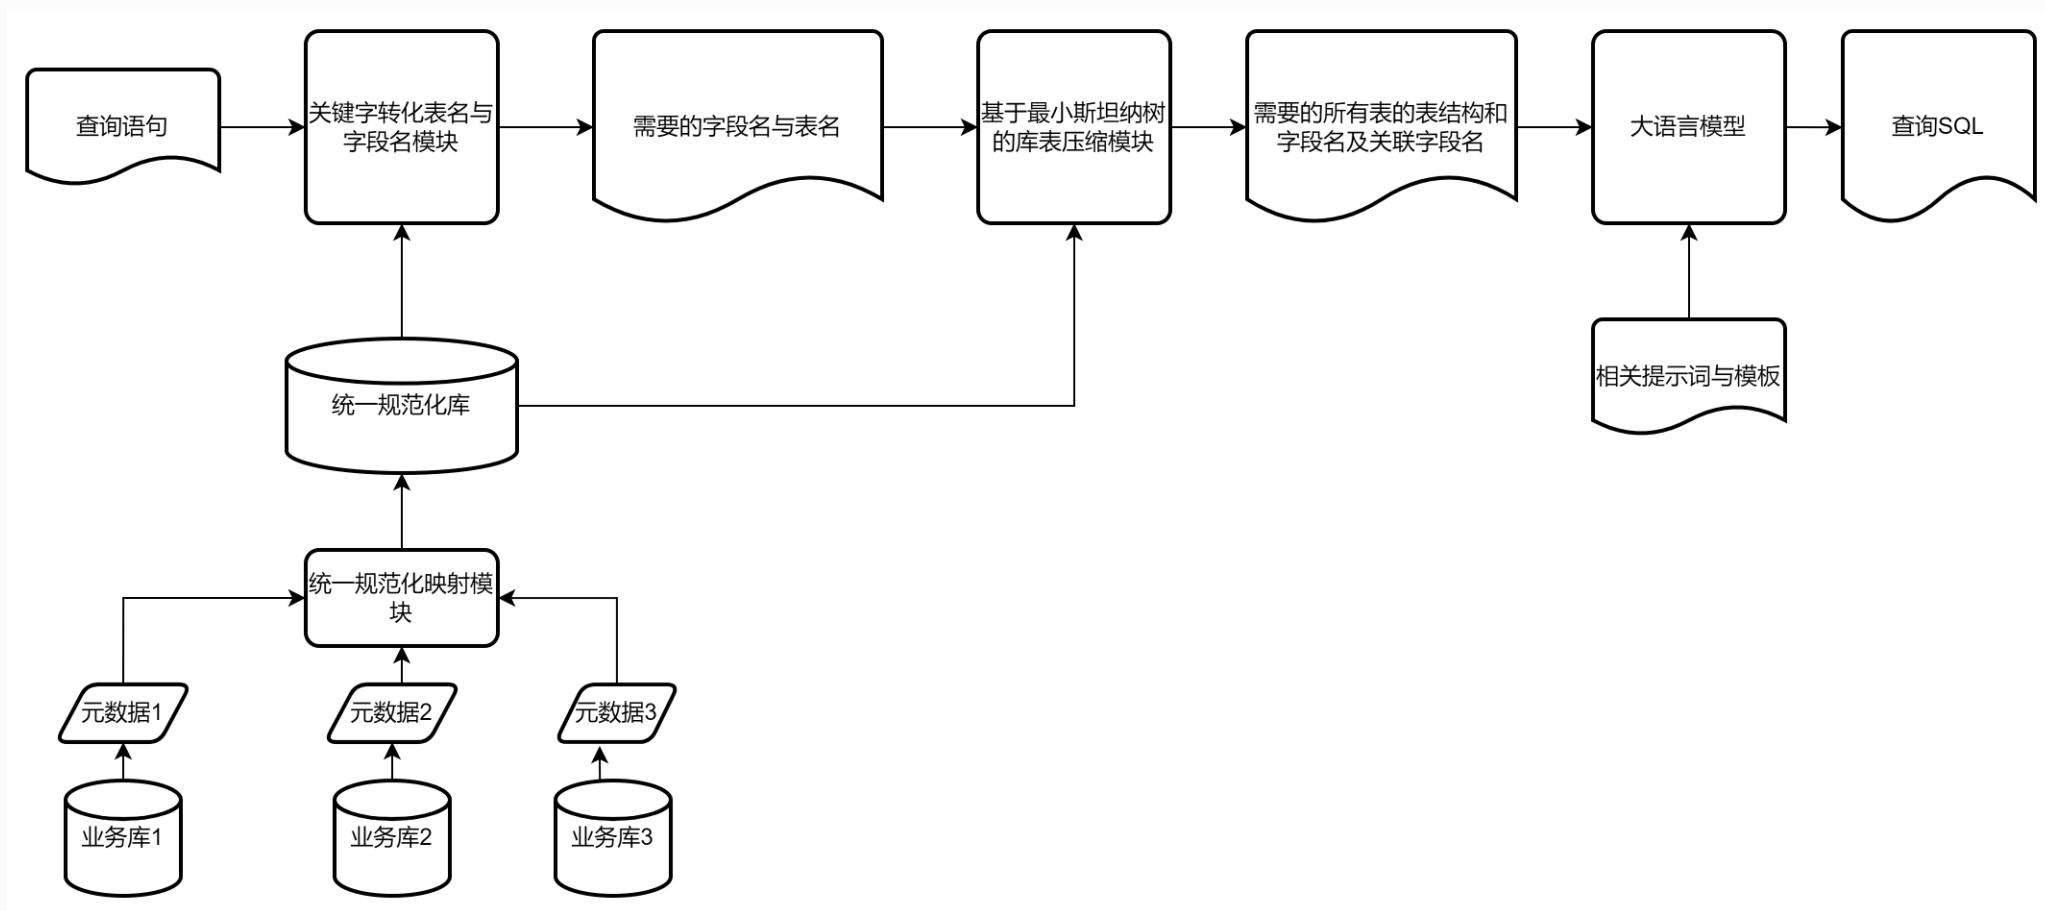 查询语句
关键字转化表名与
字段名模块
需要的字段名与表名
基于最小斯坦纳树
的库表压缩模块
需要的所有表的表结构和
字段名及关联字段名
大语言模型
查询SQL
相关提示词与模板
统一规范化库
统一规范化映射模
块
元数据1
元数据2
元数据3
业务库1
业务库2
业务库3